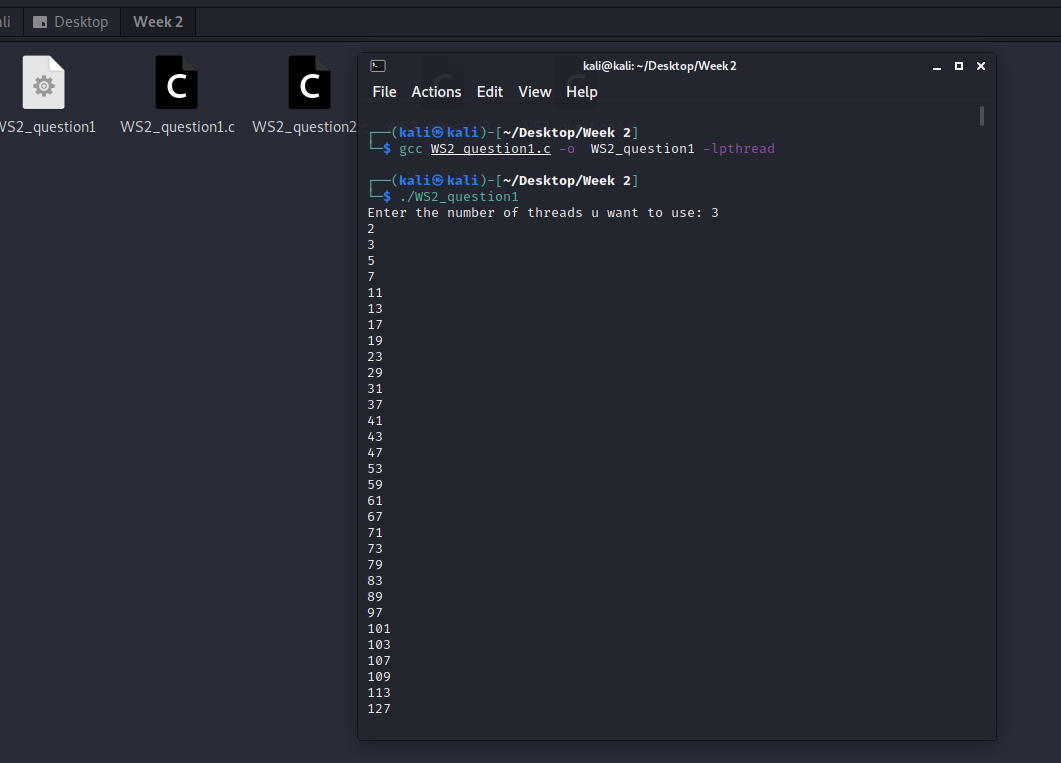 ali
Desktop
Week 2
WS2_question1
WS2_question1.c
WS2_question2
kali@kali: ~/Desktop/Week 2
File Actions Edit View Help
┌──(kali㉿kali)-[~/Desktop/Week 2]
└─$ gcc WS2_question1.c -o  WS2_question1 -lpthread
┌──(kali㉿kali)-[~/Desktop/Week 2]
└─$ ./WS2_question1
Enter the number of threads u want to use: 3
2
3
5
7
11
13
17
19
23
29
31
37
41
43
47
53
59
61
67
71
73
79
83
89
97
101
103
107
109
113
127